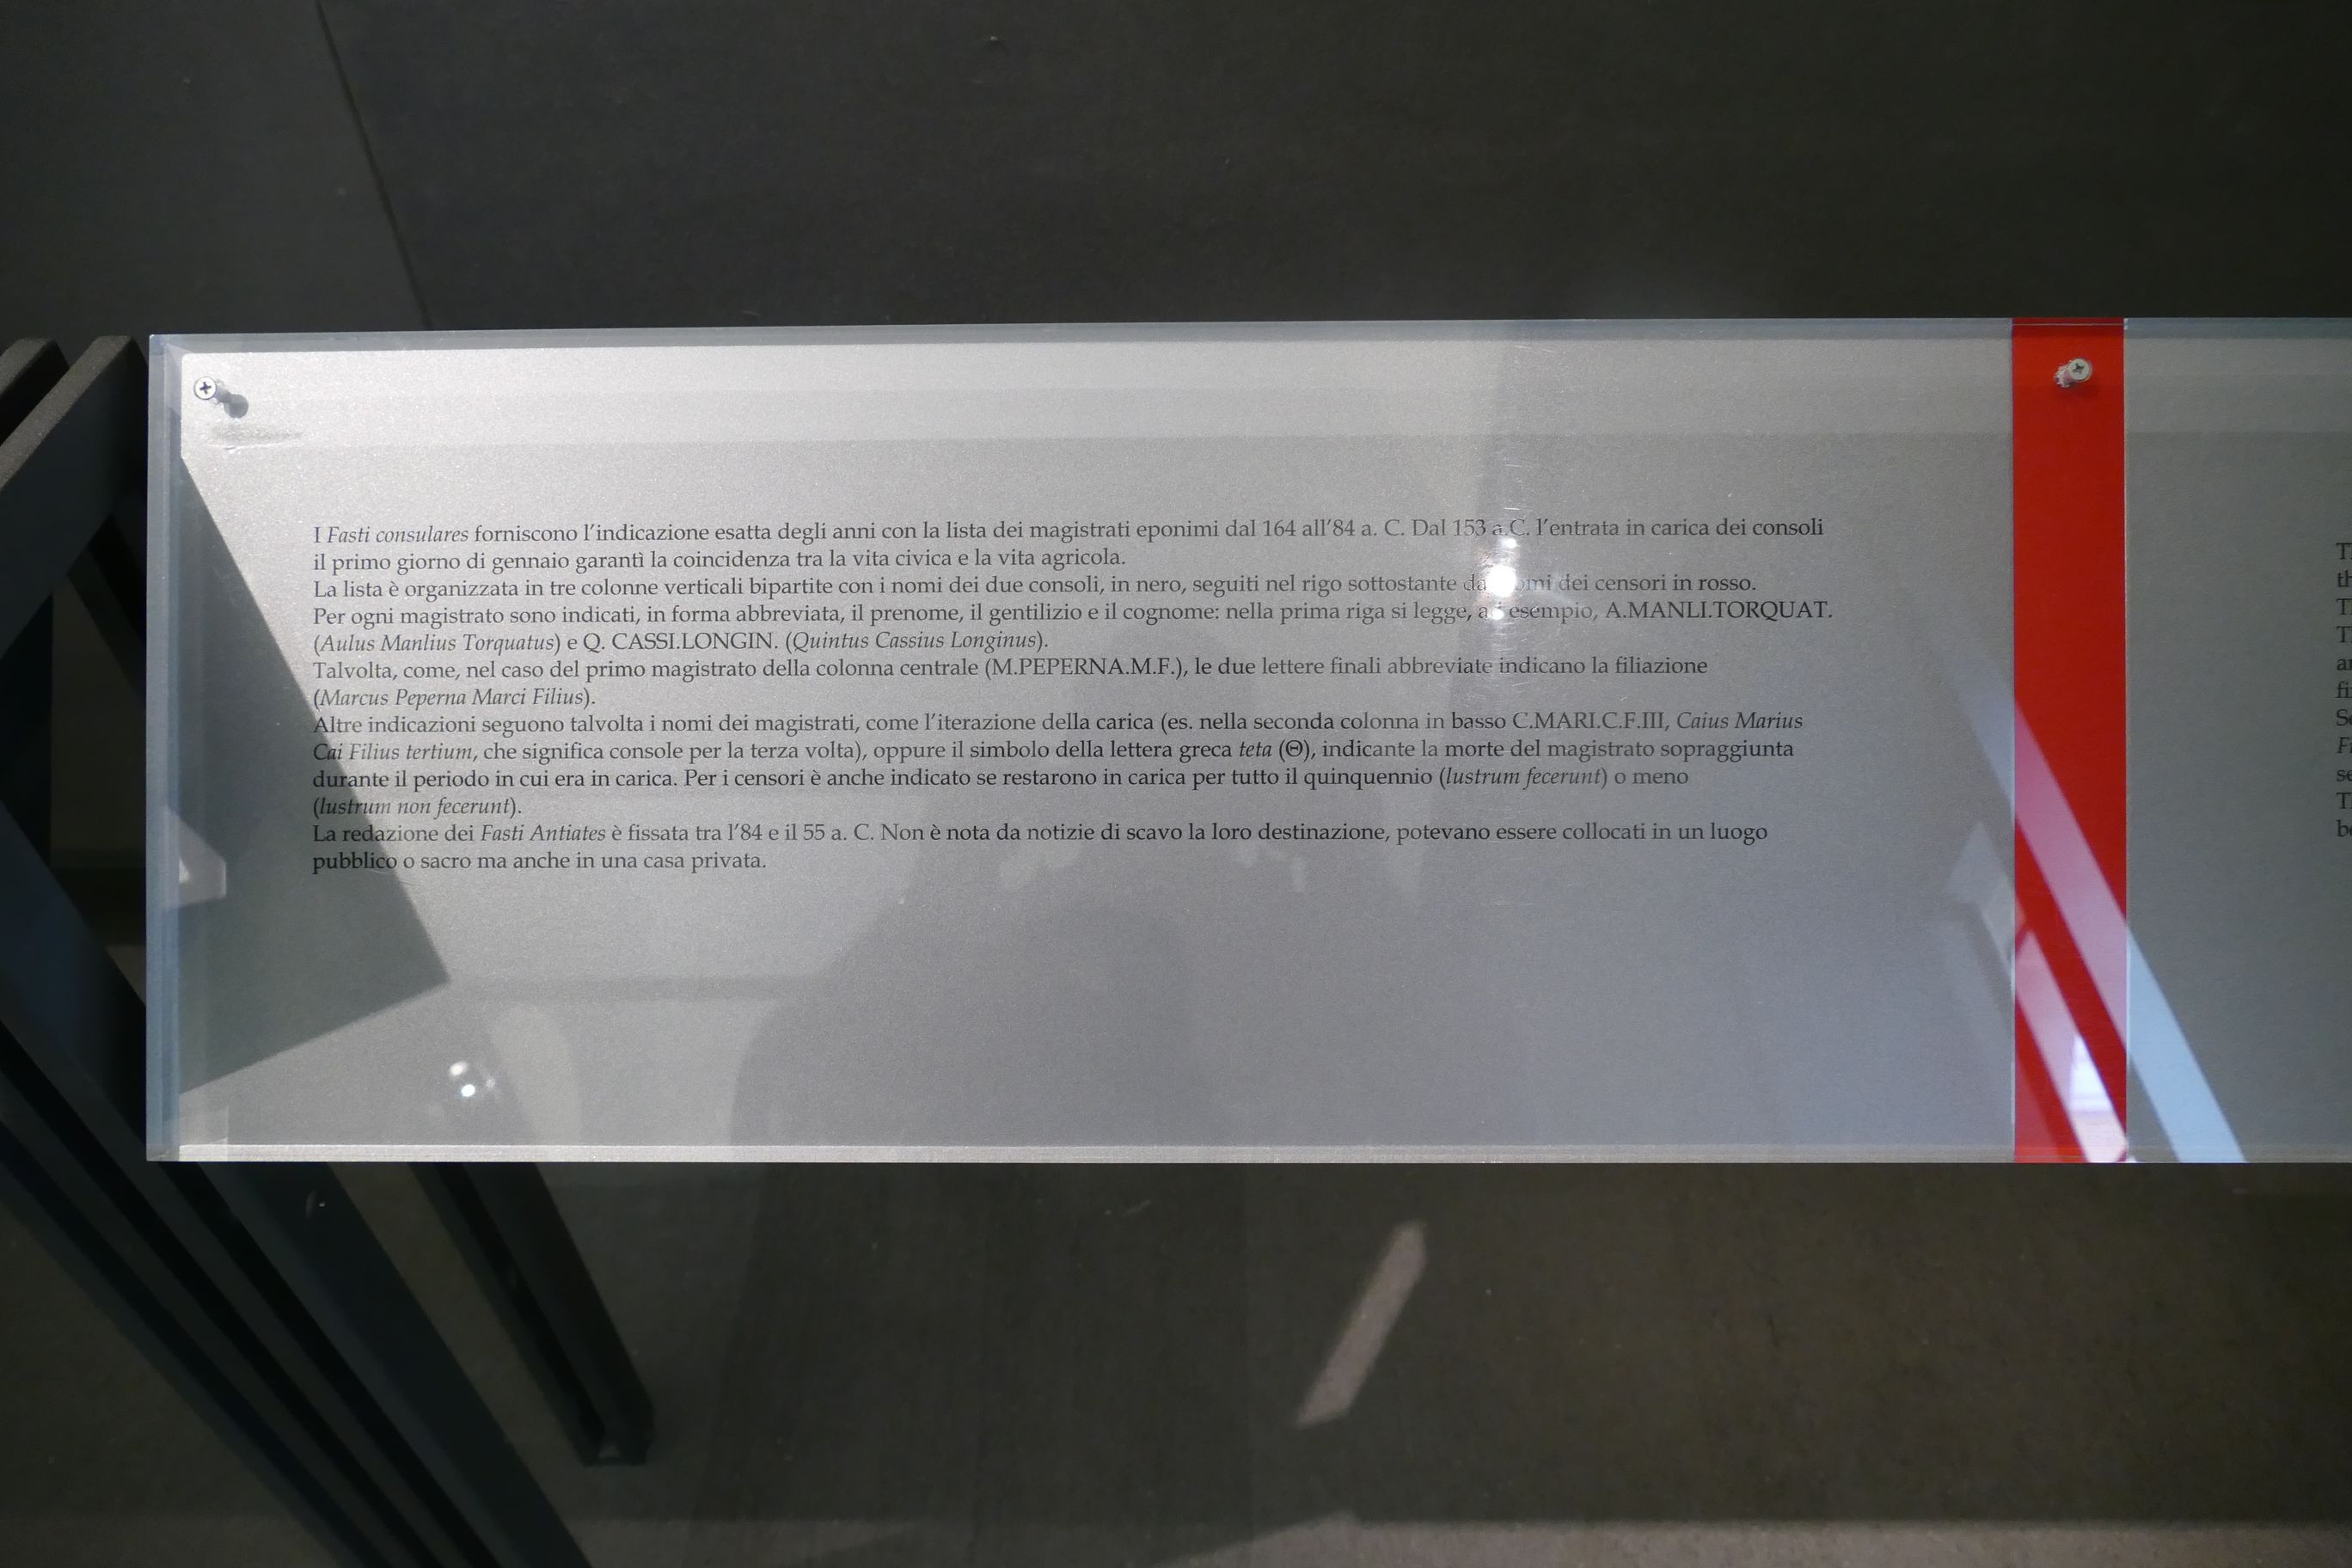 I Fasti consulares forniscono l'indicazione esatta degli anni con la lista dei magistrati eponimi dal 164 all'84 a. C. Dal 153 a.C. l'entrata in carica dei consoli
il primo giorno di gennaio garantì la coincidenza tra la vita civica e la vita agricola.
La lista è organizzata in tre colonne verticali bipartite con i nomi dei due consoli, in nero, seguiti nel rigo sottostante dei censori in rosso.
Per ogni magistrato sono indicati, in forma abbreviata, il prenome, il gentilizio e il cognome: nella prima riga si legge, ad esempio, A.MANLI.TORQUAT.
(Aulus Manlius Torquatus) e Q. CASSI.LONGIN. (Quintus Cassius Longinus).
Talvolta, come, nel caso del primo magistrato della colonna centrale (M.PEPERNA.M.F.), le due lettere finali abbreviate indicano la filiazione
(Marcus Peperna Marci Filius).
Altre indicazioni seguono talvolta i nomi dei magistrati, come l'iterazione della carica (es. nella seconda colonna in basso C.MARI.C.F.III, Caius Marius
Cai Filius tertium, che significa console per la terza volta), oppure il simbolo della lettera greca teta (Θ), indicante la morte del magistrato sopraggiunta
durante il periodo in cui era in carica. Per i censori è anche indicato se restarono in carica per tutto il quinquennio (lustrum fecerunt) o meno
(lustrum non fecerunt).
La redazione dei Fasti Antiates è fissata tra l'84 e il 55 a. C. Non è nota da notizie di scavo la loro destinazione, potevano essere collocati in un luogo
pubblico o sacro ma anche in una casa privata.